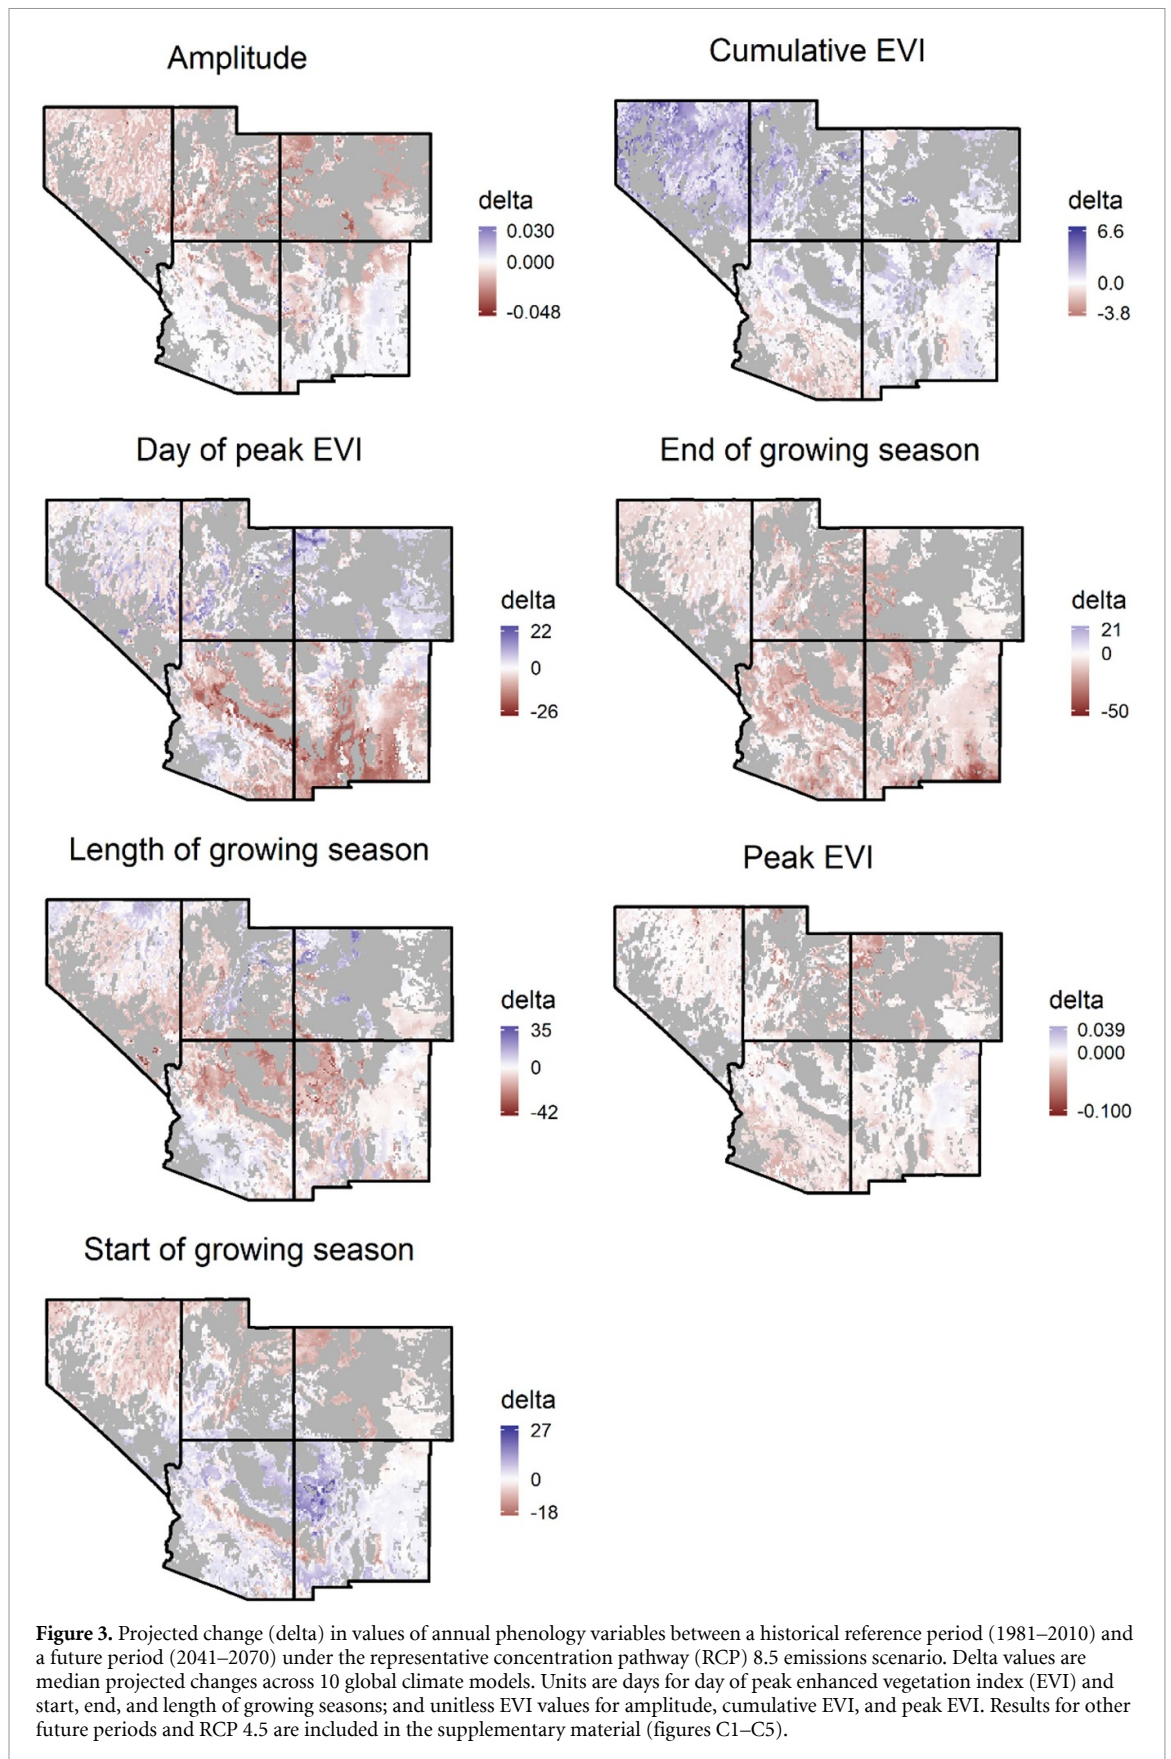 Amplitude
delta
0.030
0.000
-0.048
Cumulative EVI
delta
6.6
0.0
-3.8
Day of peak EVI
delta
22
0
-26
End of growing season
delta
21
0
-50
Length of growing season
delta
35
0
-42
Peak EVI
delta
0.039
0.000
-0.100
Start of growing season
delta
27
0
-18
Figure 3. Projected change (delta) in values of annual phenology variables between a historical reference period (1981–2010) and
a future period (2041–2070) under the representative concentration pathway (RCP) 8.5 emissions scenario. Delta values are
median projected changes across 10 global climate models. Units are days for day of peak enhanced vegetation index (EVI) and
start, end, and length of growing seasons; and unitless EVI values for amplitude, cumulative EVI, and peak EVI. Results for other
future periods and RCP 4.5 are included in the supplementary material (figures C1–C5).